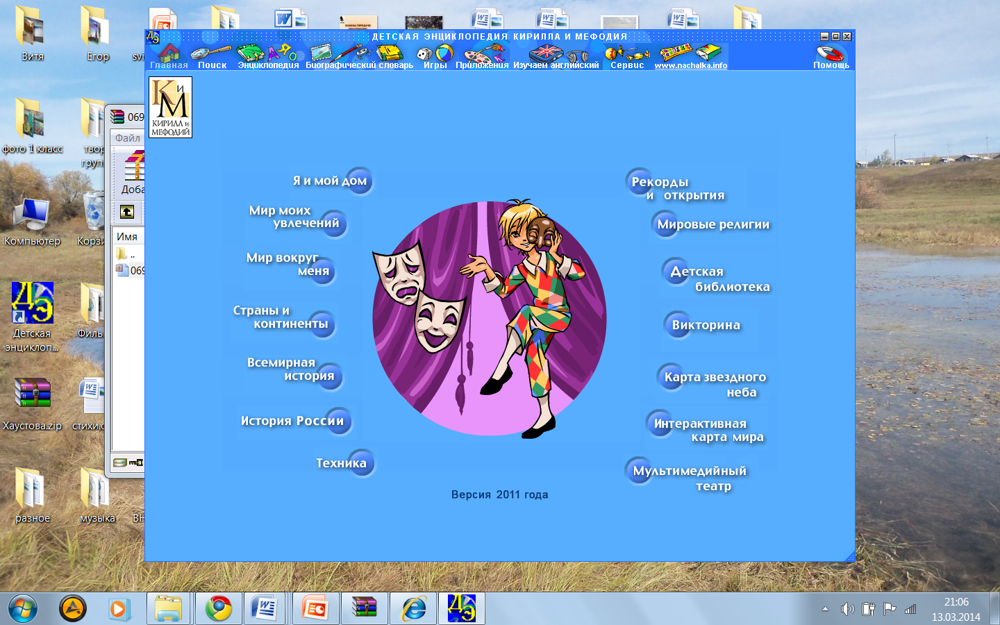 Витя
Егор
svi
фото 1 класс
твор
груп
Компьютер
Корзи
Детская
энциклоп...
Филь
Хаустова.zip
стихи.d
разное
музыка
ВН
069
Файл
Доба
Имя
..
069
ДЕТСКАЯ ЭНЦИКЛОПЕДИЯ КИРИЛЛА И МЕФОДИЯ
Главная
Поиск
Энциклопедия
Биографический словарь
Игры
Приложения
Изучаем английский
Сервис
www.nachalka.info
Помощь
КиМ
КИРИЛЛ и
МЕФОДИЙ
Я и мой дом
Мир моих
увлечений
Мир вокруг
меня
Страны и
континенты
Всемирная
история
История России
Техника
Рекорды
и открытия
Мировые религии
Детская
библиотека
Викторина
Карта звездного
неба
Интерактивная
карта мира
Мультимедийный
театр
Версия 2011 года
21:06
13.03.2014